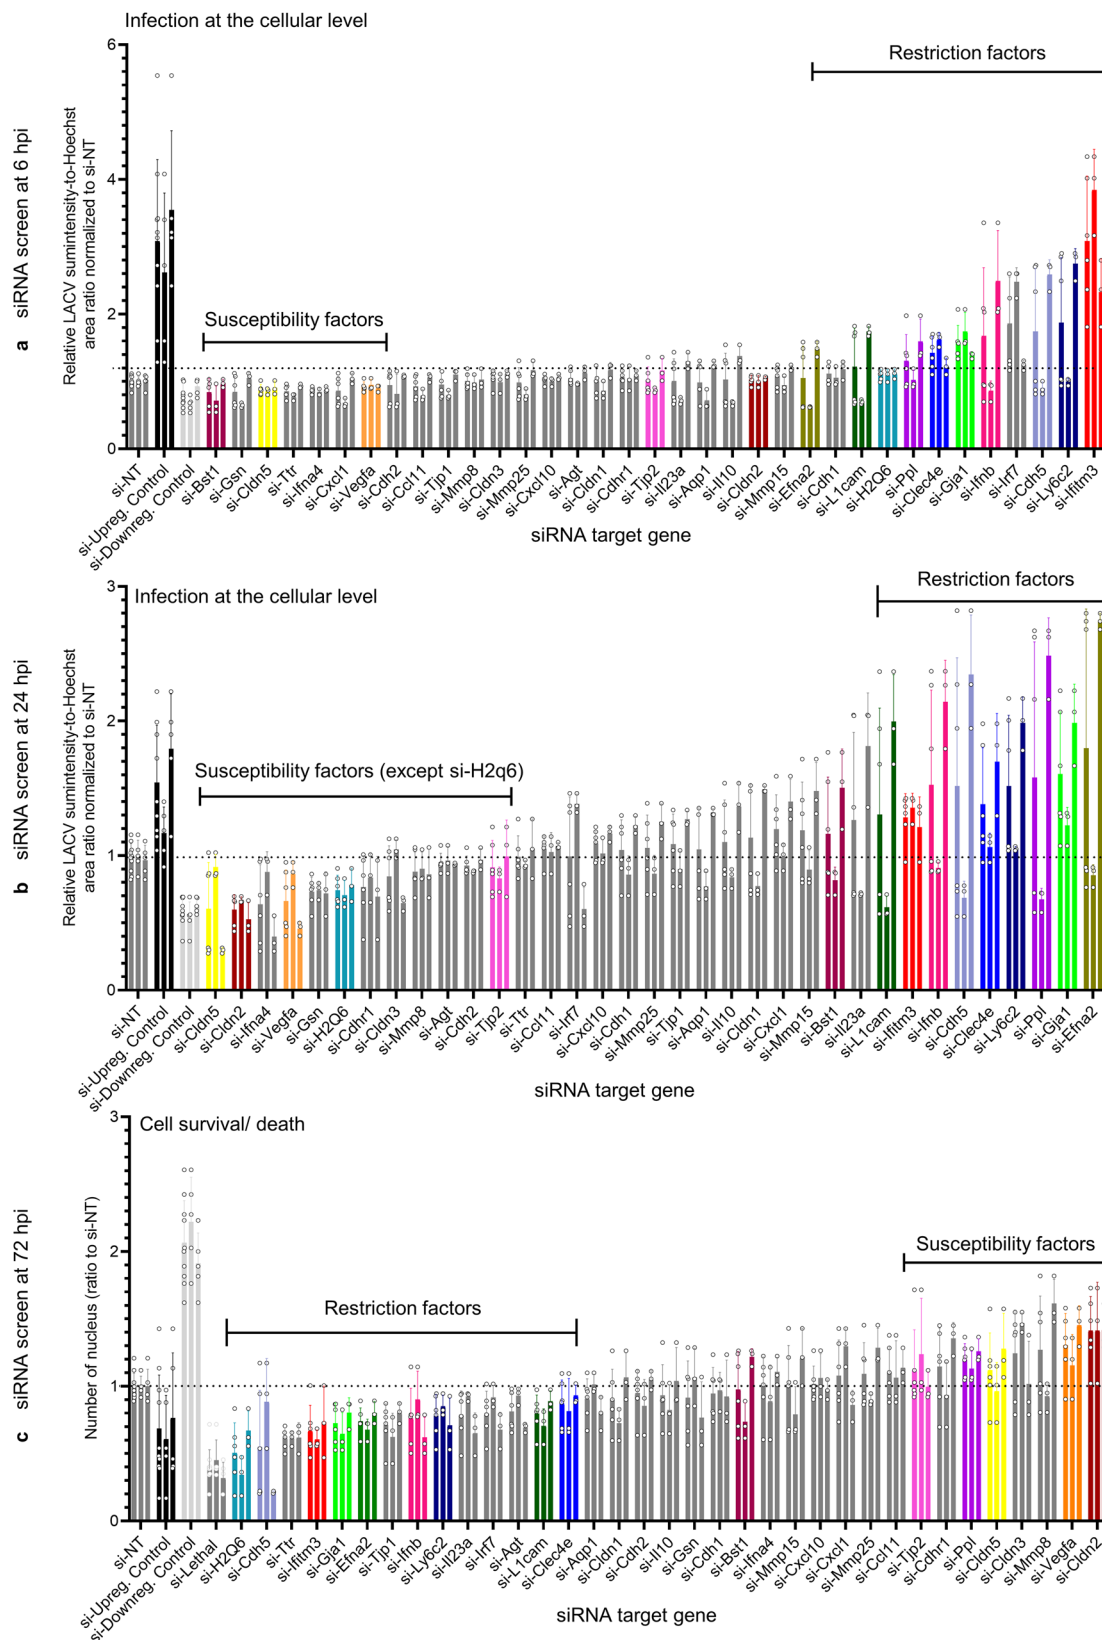 Infection at the cellular level
a siRNA screen at 6 hpi
Relative LACV sumintensity-to-Hoechst
area ratio normalized to si-NT
6
4
2
0
Susceptibility factors
Restriction factors
si-NT
si-Upreg. Control
si-Downreg. Control
si-Bst1
si-Gsn
si-Cldn5
si-Ttr
si-Ifna4
si-Cxcl1
si-Vegfa
si-Cdh2
si-Ccl11
si-Tjp1
si-Mmp8
si-Cldn3
si-Mmp25
si-Cxcl10
si-Agt
si-Cldn1
si-Cdhr1
si-Tjp2
si-Il23a
si-Aqp1
si-Il10
si-Cldn2
si-Mmp15
si-Efna2
si-Cdh1
si-L1cam
si-H2Q6
si-Ppl
si-Clec4e
si-Gja1
si-Ifnb
si-Irf7
si-Cdh5
si-Ly6c2
si-Ifitm3
siRNA target gene
Infection at the cellular level
b siRNA screen at 24 hpi
Relative LACV sumintensity-to-Hoechst
area ratio normalized to si-NT
3
2
1
0
Susceptibility factors (except si-H2q6)
Restriction factors
si-NT
si-Upreg. Control
si-Downreg. Control
si-Cldn5
si-Cldn2
si-Ifna4
si-Vegfa
si-Gsn
si-H2Q6
si-Cdhr1
si-Cldn3
si-Mmp8
si-Agt
si-Cdh2
si-Tjp2
si-Ttr
si-Ccl11
si-Irf7
si-Cxcl10
si-Cdh1
si-Mmp25
si-Tjp1
si-Aqp1
si-Il10
si-Cldn1
si-Cxcl1
si-Mmp15
si-Bst1
si-Il23a
si-L1cam
si-Ifitm3
si-Ifnb
si-Cdh5
si-Clec4e
si-Ly6c2
si-Ppl
si-Gja1
si-Efna2
siRNA target gene
Cell survival/ death
c siRNA screen at 72 hpi
Number of nucleus (ratio to si-NT)
3
2
1
0
Restriction factors
Susceptibility factors
si-NT
si-Upreg. Control
si-Downreg. Control
si-Lethal
si-H2Q6
si-Cdh5
si-Ttr
si-Ifitm3
si-Gja1
si-Efna2
si-Tjp1
si-Ifnb
si-Ly6c2
si-Il23a
si-Irf7
si-Agt
si-L1cam
si-Clec4e
si-Aqp1
si-Cldn1
si-Cdh2
si-Il10
si-Gsn
si-Cdh1
si-Bst1
si-Ifna4
si-Mmp15
si-Cxcl10
si-Cxcl1
si-Mmp25
si-Ccl11
si-Tjp2
si-Cdhr1
si-Ppl
si-Cldn5
si-Cldn3
si-Mmp8
si-Vegfa
si-Cldn2
siRNA target gene